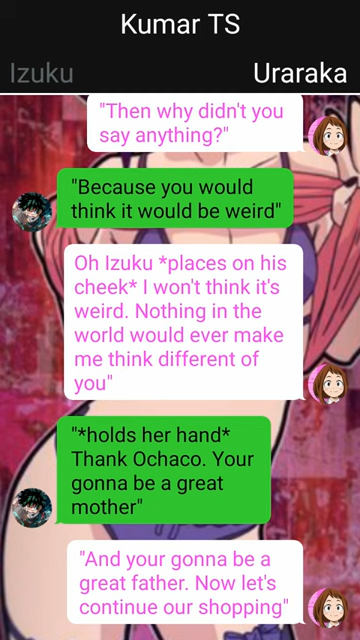 Kumar TS
Izuku
Uraraka
"Then why didn't you
say anything?"
"Because you would
think it would be weird"
Oh Izuku *places on his
cheek* I won't think it's
weird. Nothing in the
world would ever make
me think different of
you"
"*holds her hand*
Thank Ochaco. Your
gonna be a great
mother"
"And your gonna be a
great father. Now let's
continue our shopping"